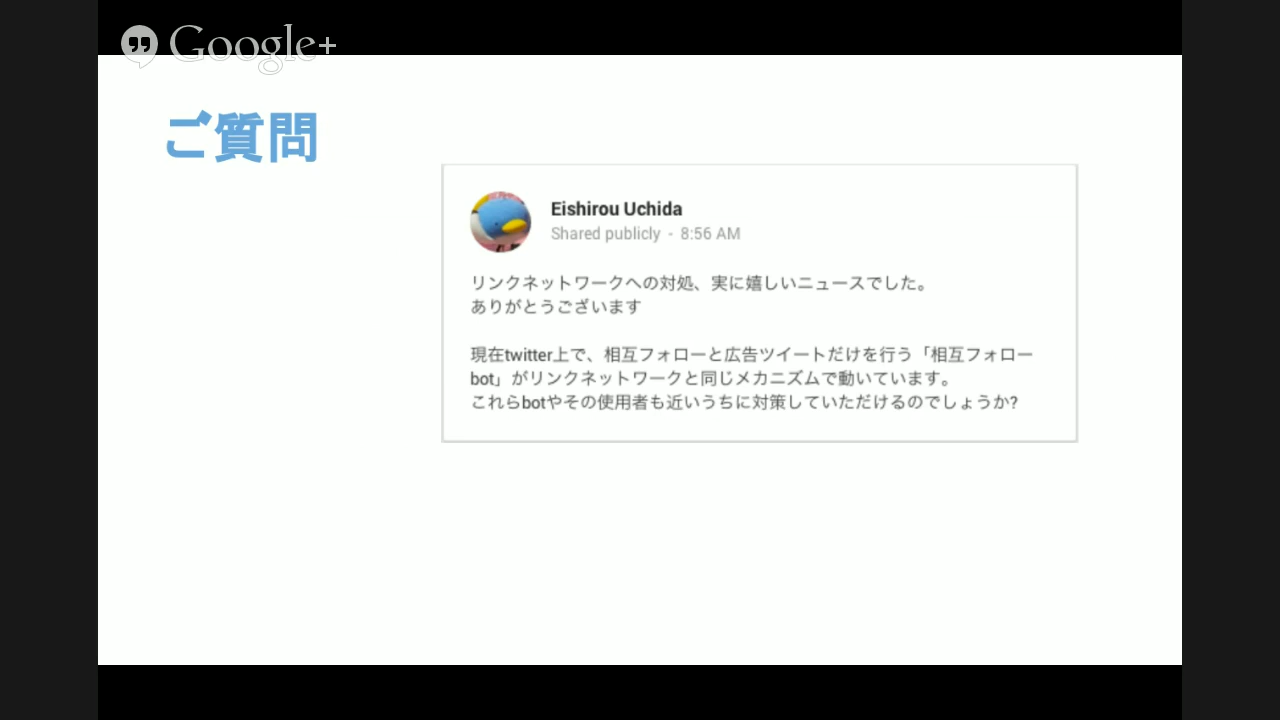 Google+
ご質問
Eishirou Uchida
Shared publicly - 8:56 AM
リンクネットワークへの対処、実に嬉しいニュースでした。
ありがとうございます
現在twitter上で、相互フォローと広告ツイートだけを行う「相互フォロー
bot」がリンクネットワークと同じメカニズムで動いています。
これらbotやその使用者も近いうちに対策していただけるのでしょうか?